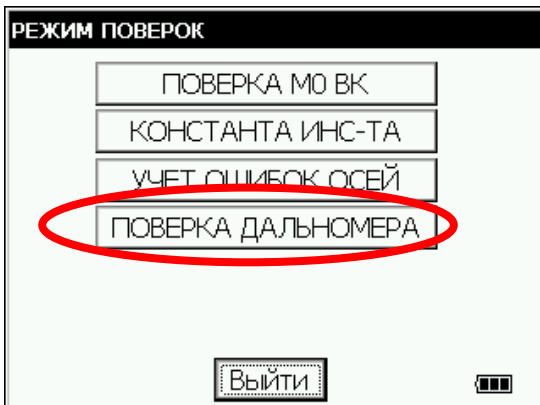 РЕЖИМ ПОВЕРОК
ПОВЕРКА М0 ВК
КОНСТАНТА ИНС-ТА
УЧЕТ ОШИБОК ОСЕЙ
ПОВЕРКА ДАЛЬНОМЕРА
Выйти